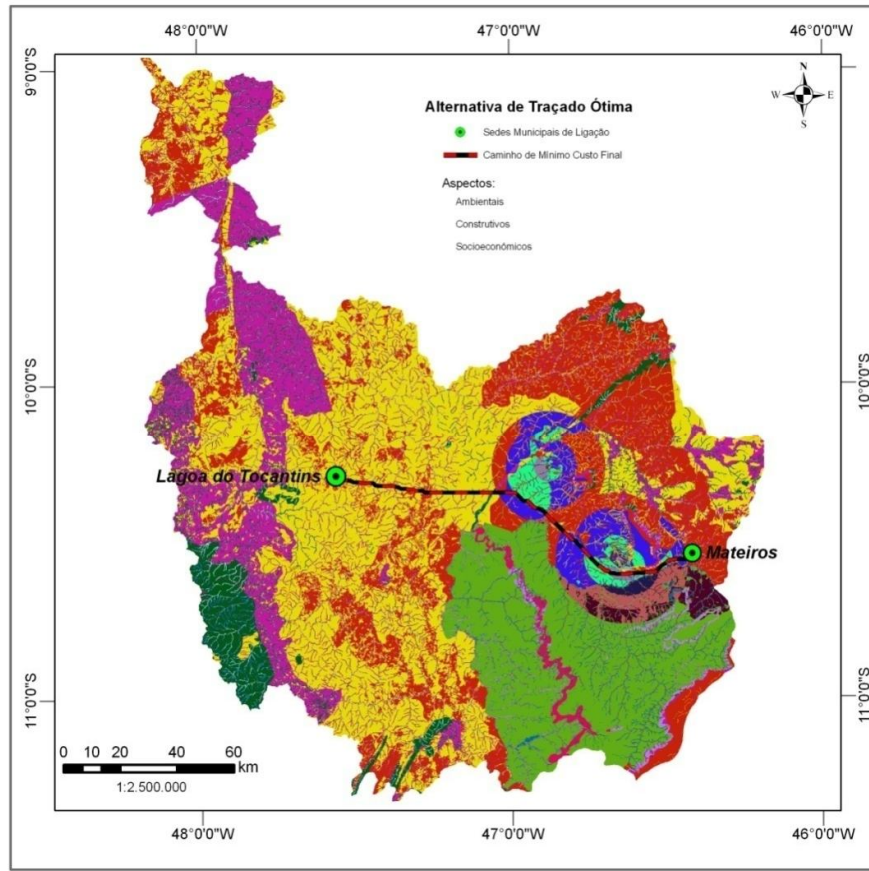 48°0'0"W 47°0'0"W 46°0'0"W
9°0'0"S
N
W E
S
Alternativa de Traçado Ótima
Sedes Municipais de Ligação
Caminho de Mínimo Custo Final
Aspectos:
Ambientais
Construtivos
Socioeconômicos
10°0'0"S 10°0'0"S
Lagoa do Tocantins
Mateiros
11°0'0"S 11°0'0"S
0 10 20 40 60
km
1:2.500.000
48°0'0"W 47°0'0"W 46°0'0"W